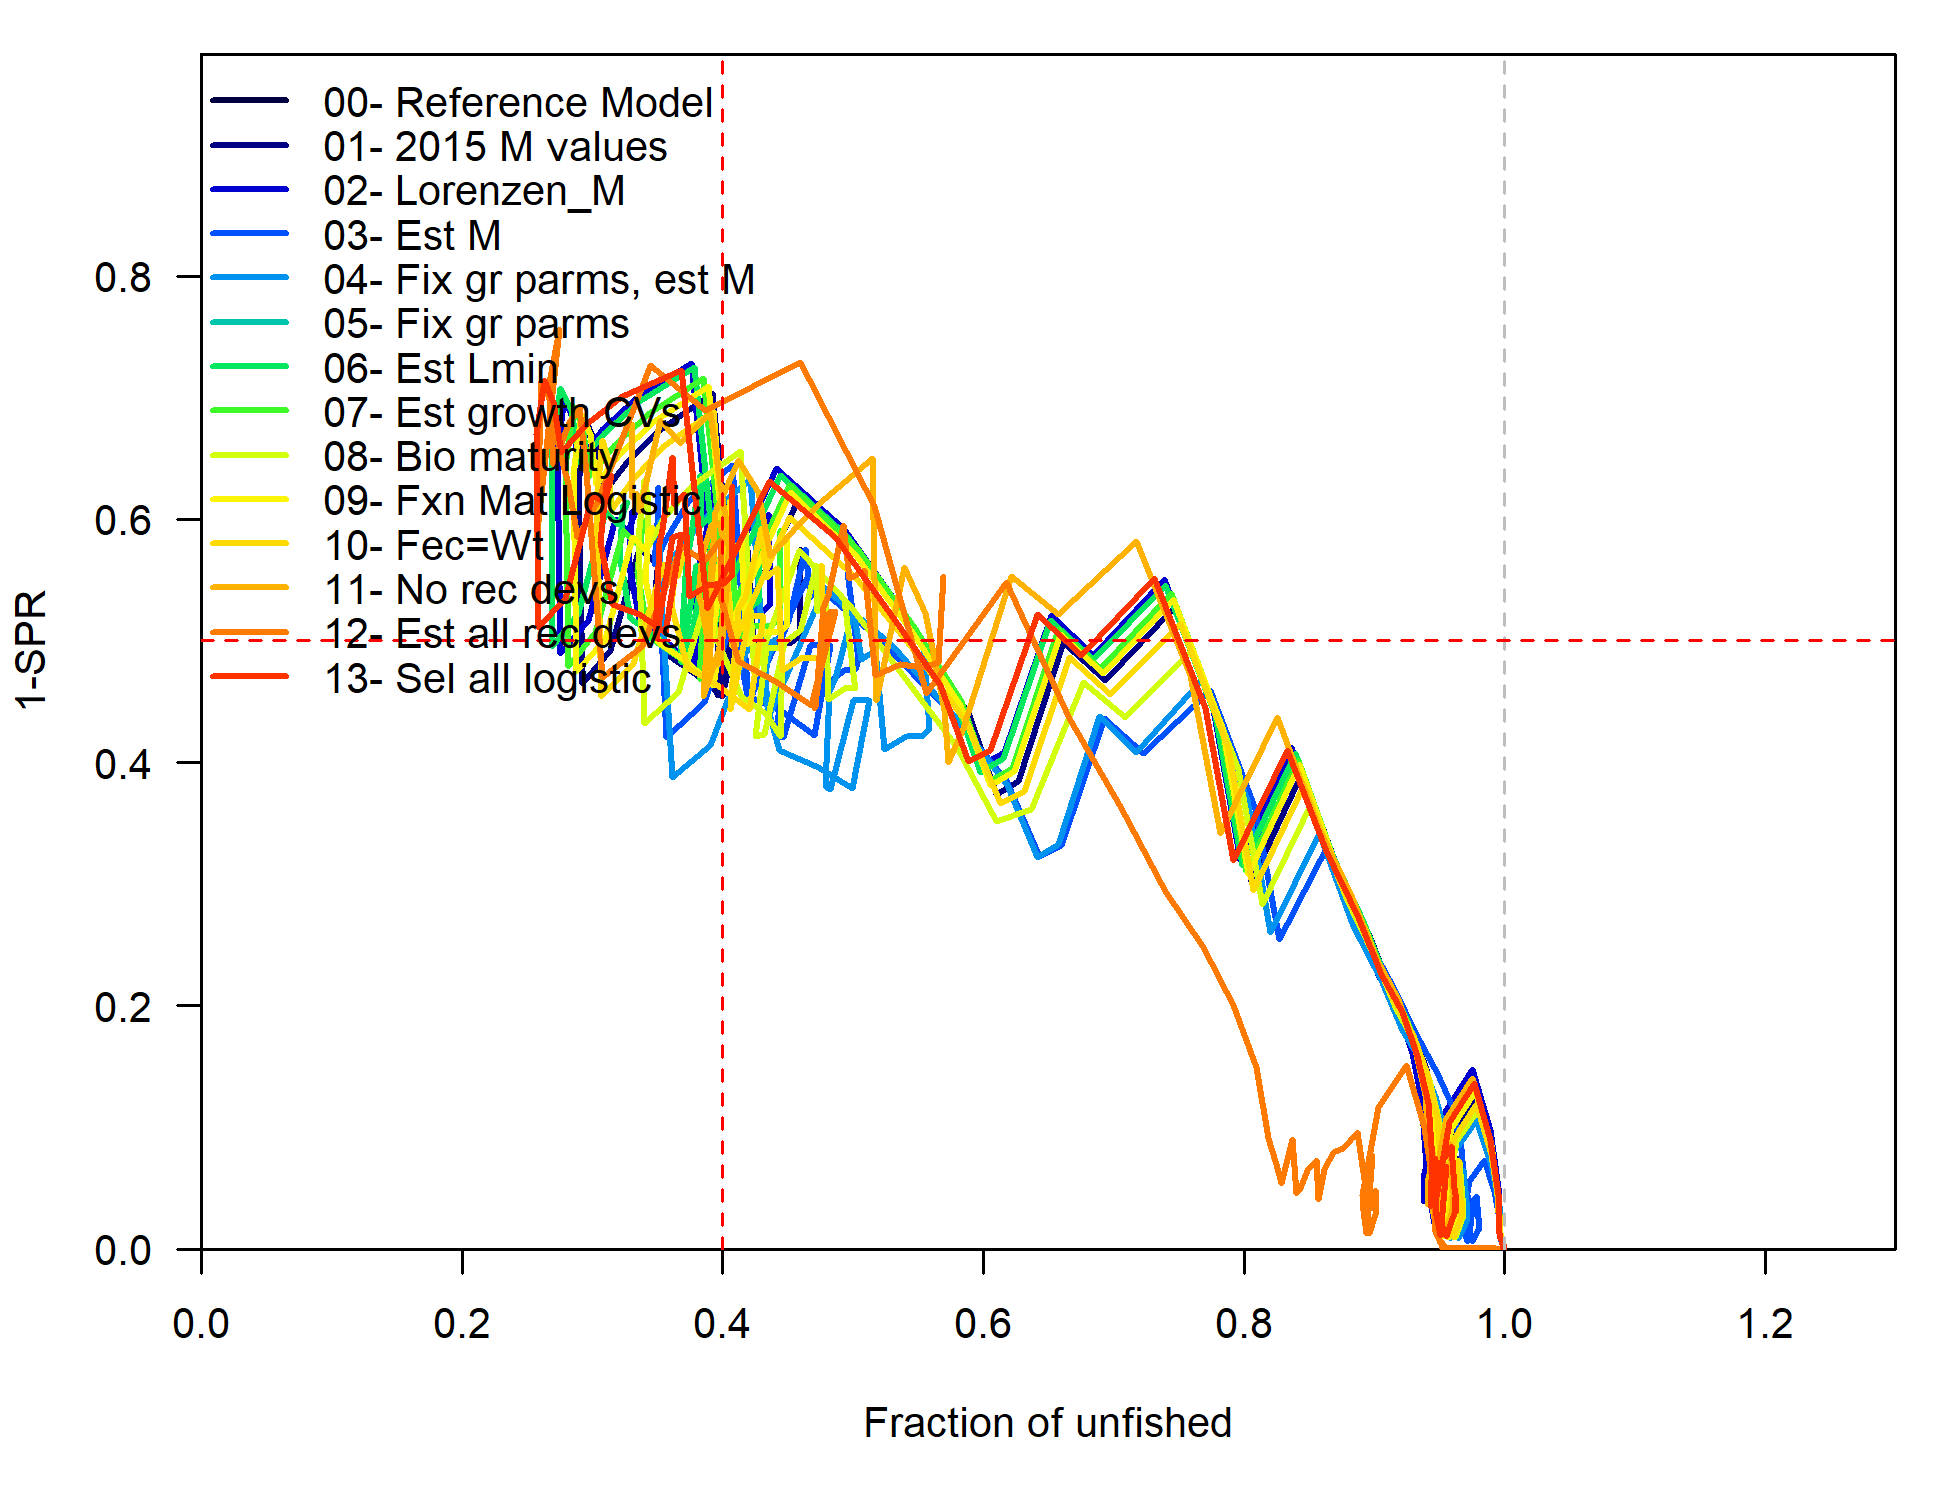 00- Reference Model
01- 2015 M values
02- Lorenzen_M
03- Est M
04- Fix gr parms, est M
05- Fix gr parms
06- Est Lmin
07- Est growth CVs
08- Bio maturity
09- Fxn Mat Logistic
10- Fec=Wt
11- No rec devs
12- Est all rec devs
13- Sel all logistic
1-SPR
0.8
0.6
0.4
0.2
0.0
0.0 0.2 0.4 0.6 0.8 1.0 1.2
Fraction of unfished